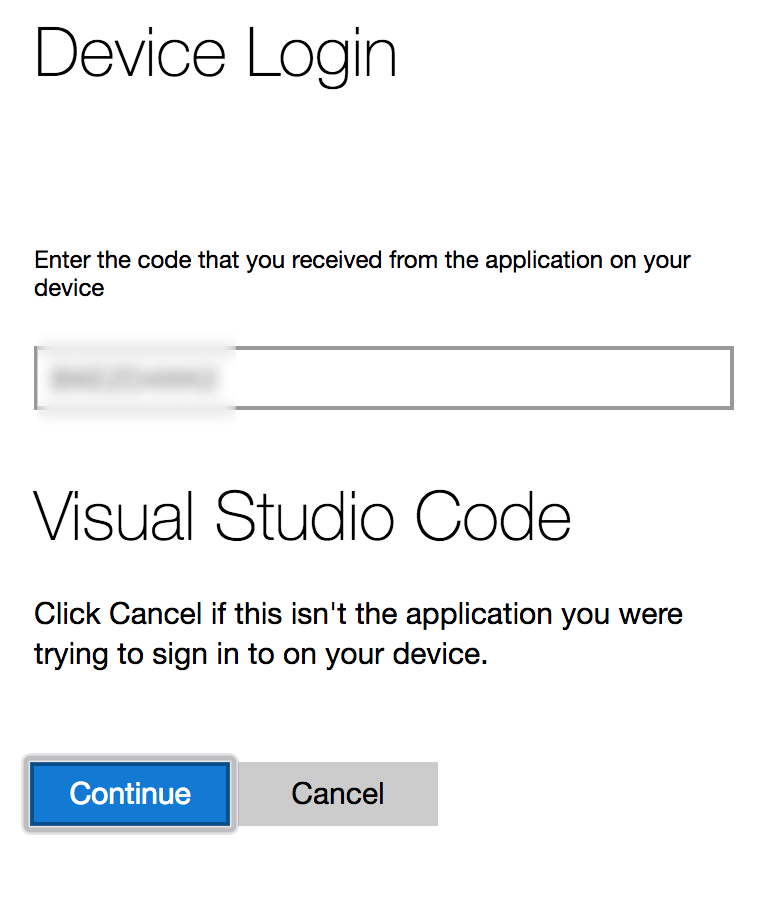 Device Login
Enter the code that you received from the application on your
device
Visual Studio Code
Click Cancel if this isn't the application you were
trying to sign in to on your device.
Continue
Cancel